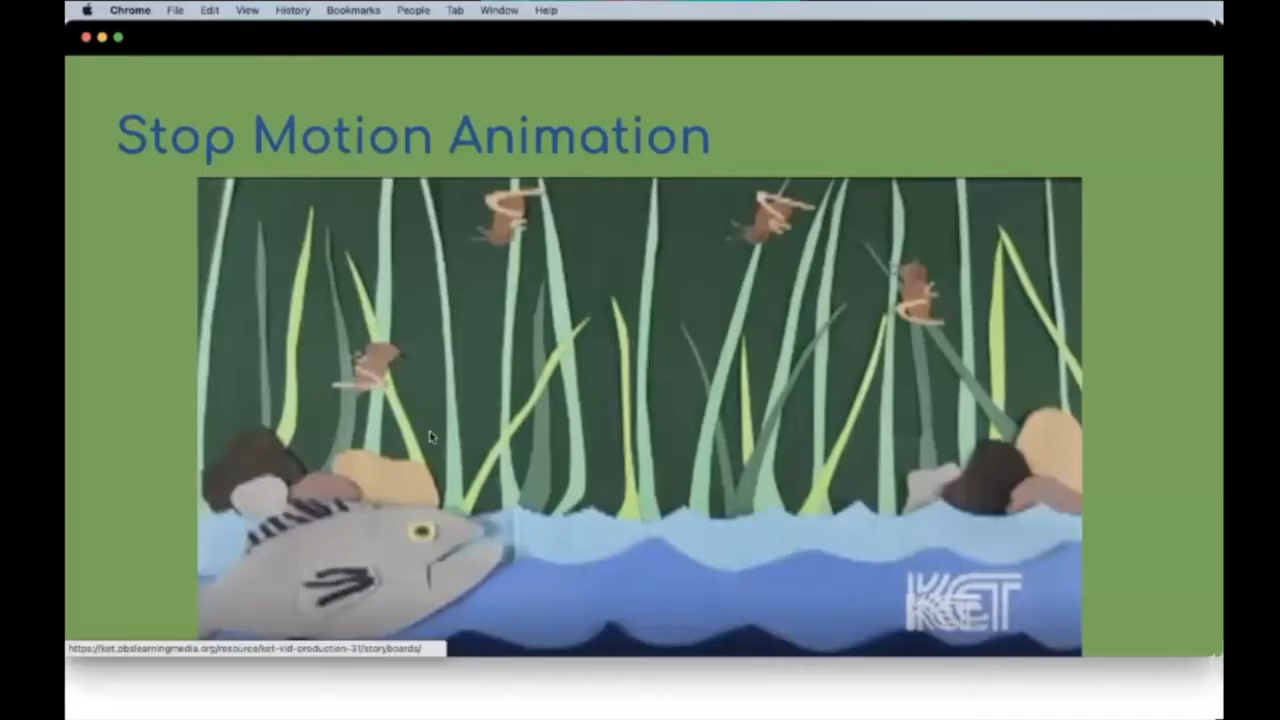 Chrome File Edit View History Bookmarks People Tab Window Help
Stop Motion Animation
KET
https://ket.pbslearningmedia.org/resource/ket-vid-production-31/storyboards/